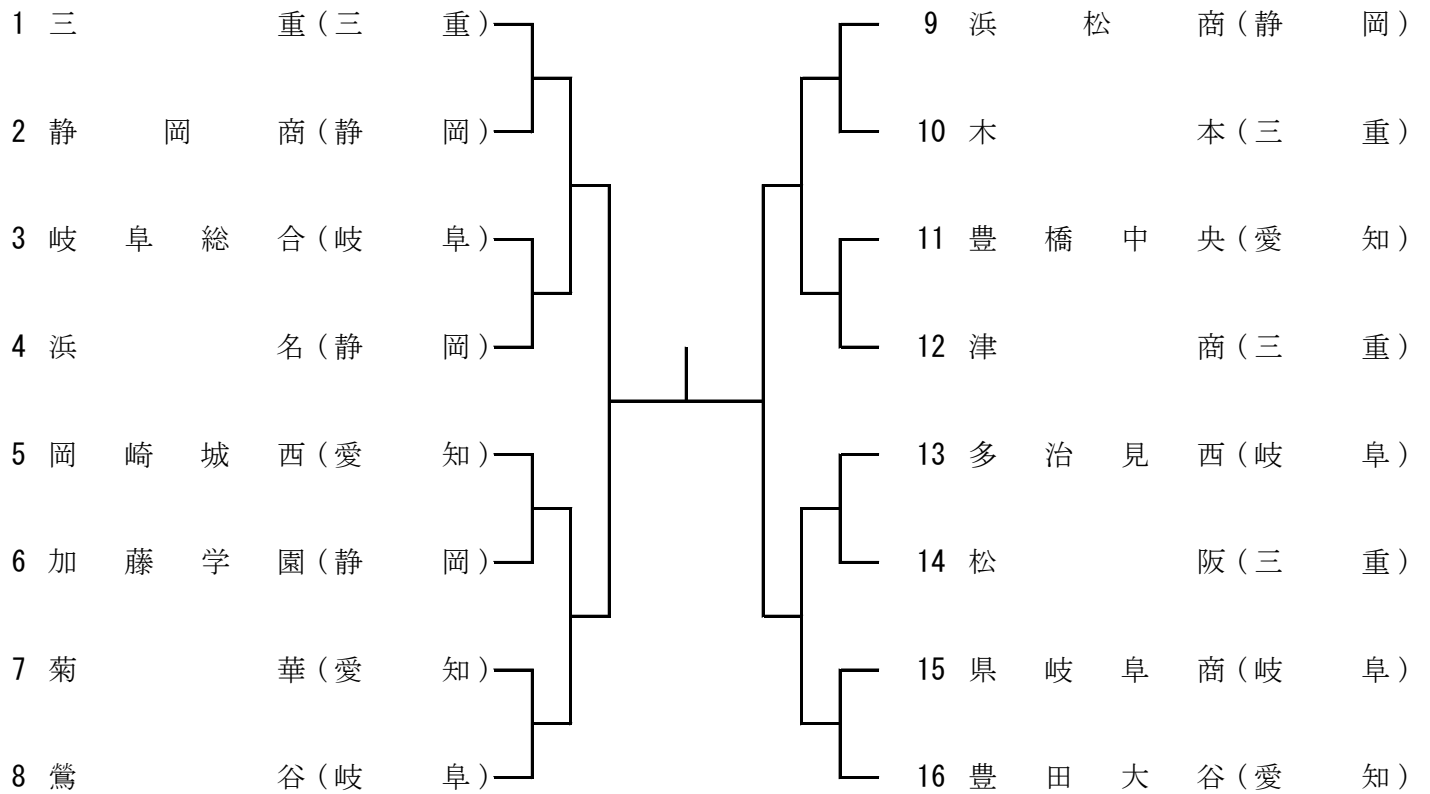 1 三重(三重)
2 静岡商(静岡)
3 岐阜総合(岐阜)
4 浜名(静岡)
5 岡崎城西(愛知)
6 加藤学園(静岡)
7 菊華(愛知)
8 鶯谷(岐阜)
9 浜松商(静岡)
10 木本(三重)
11 豊橋中央(愛知)
12 津商(三重)
13 多治見西(岐阜)
14 松阪(三重)
15 県岐阜商(岐阜)
16 豊田大谷(愛知)